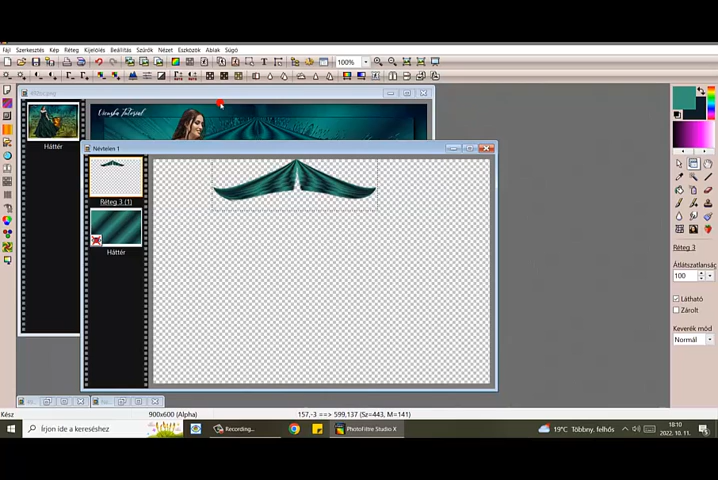 Fájl Szerkesztés Kép Réteg Kijelölés Beállítás Szűrők Nézet Eszközök Ablak Súgó
100%
Háttér
Névtelen 1
Réteg 3 (1)
Háttér
Réteg 3
Átlátszatlanság
100
Látható
Zárolt
Keverék mód
Normál
Kész
900x600 (Alpha)
157,-3 ==> 599,137 (Sz=443, M=141)
Írjon ide a kereséshez
Recording...
PhotoFiltre Studio X
19°C Többny. felhős
18:10
2022. 10. 11.